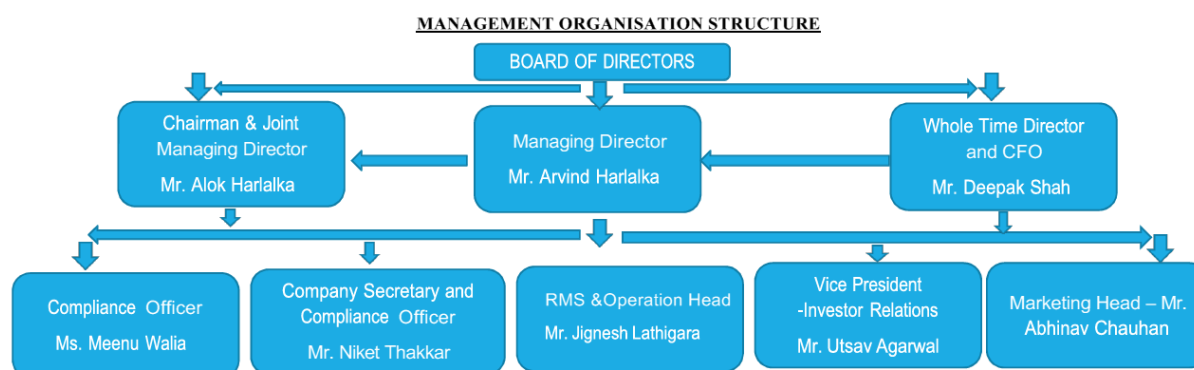 MANAGEMENT ORGANISATION STRUCTURE
BOARD OF DIRECTORS
Chairman & Joint
Managing Director
Mr. Alok Harlalka
Managing Director
Mr. Arvind Harlalka
Whole Time Director
and CFO
Mr. Deepak Shah
Compliance Officer
Ms. Meenu Walia
Company Secretary and
Compliance Officer
Mr. Niket Thakkar
RMS &Operation Head
Mr. Jignesh Lathigara
Vice President
-Investor Relations
Mr. Utsav Agarwal
Marketing Head – Mr.
Abhinav Chauhan